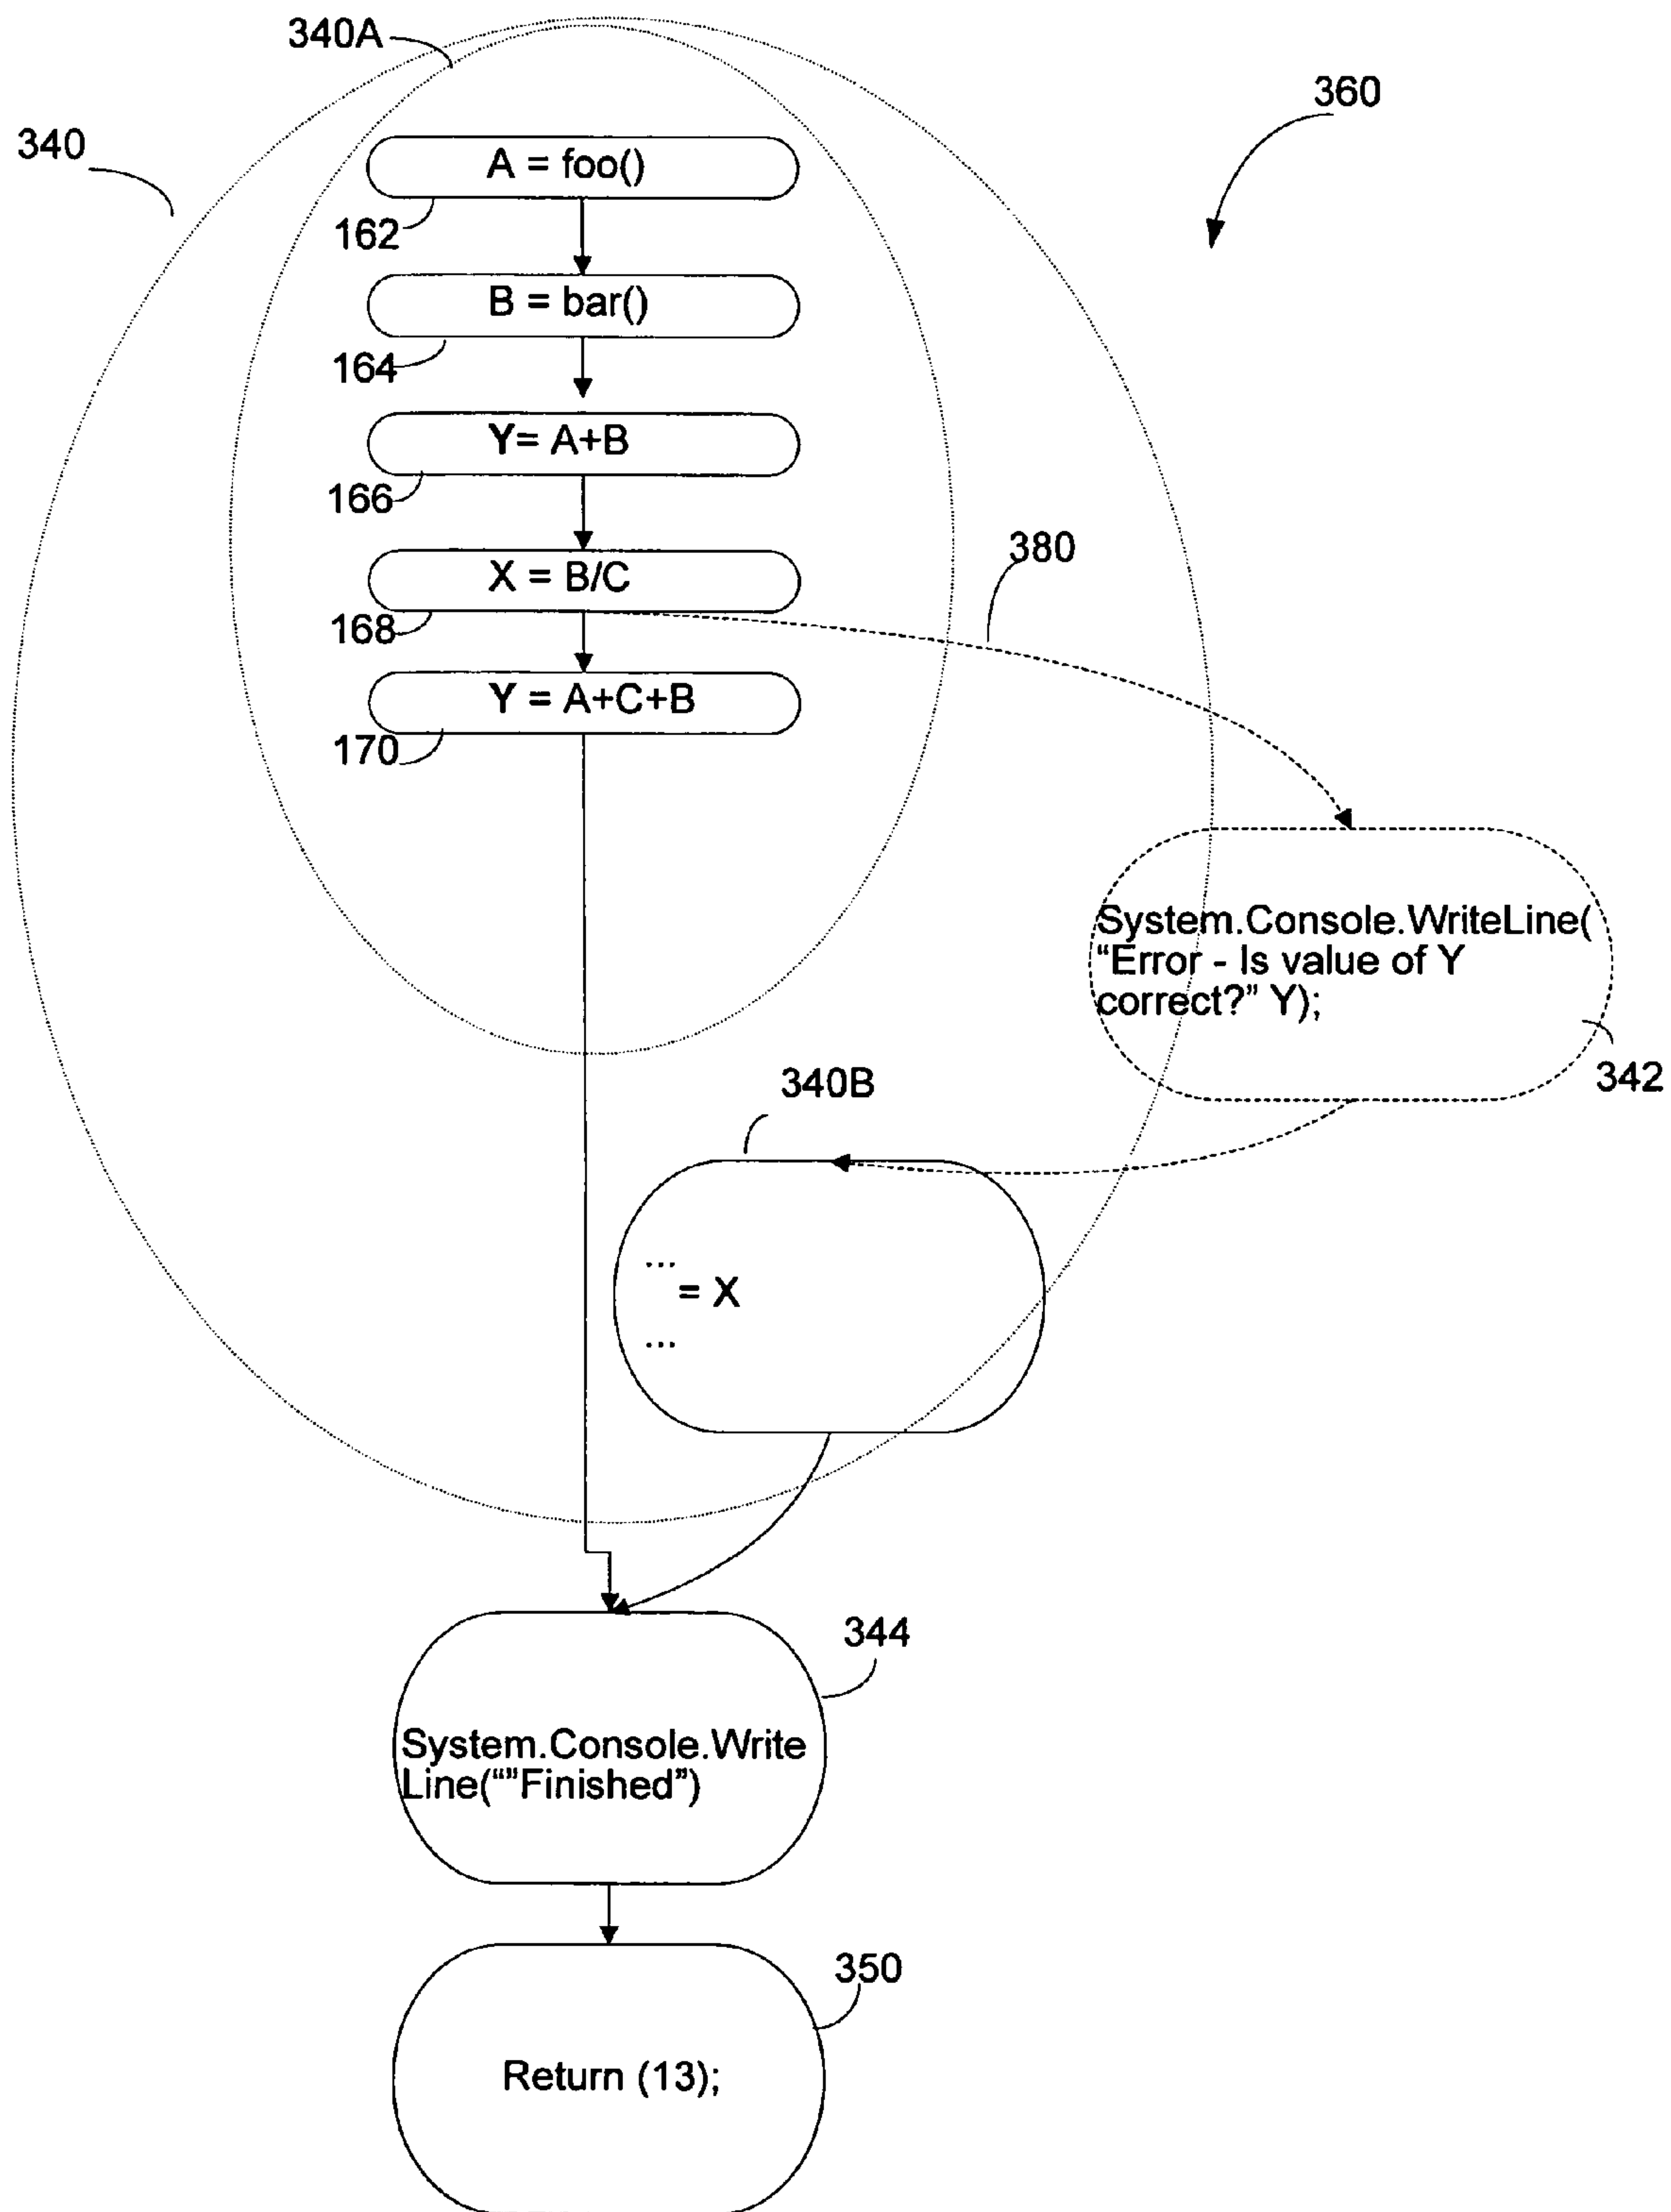 340A
360
340
A = foo()
162
B = bar()
164
Y= A+B
166
380
X = B/C
168
Y = A+C+B
170
System.Console.WriteLine(
“Error - Is value of Y
correct?” Y);
342
340B
...
= X
...
344
System.Console.Write
Line(“”Finished”)
350
Return (13);